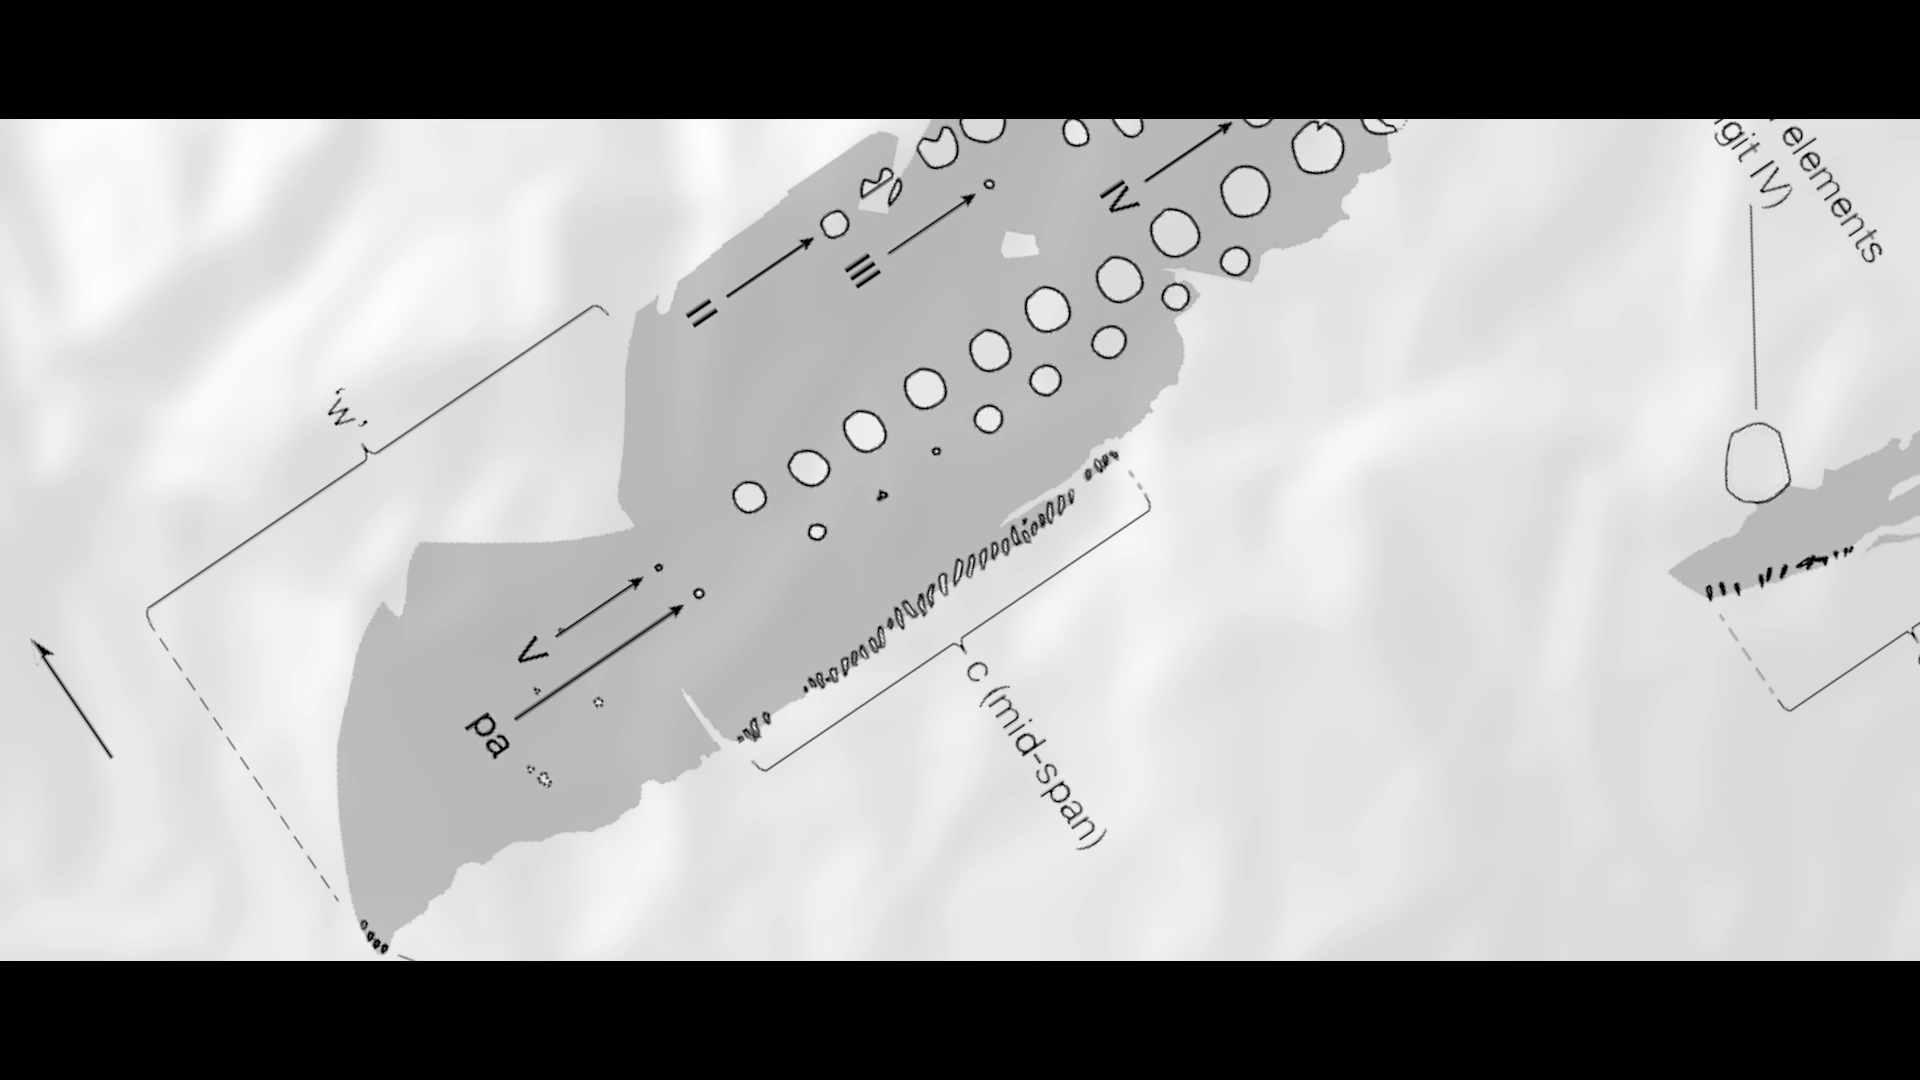 II
III
IV
'w'
V
pa
c (mid-span)
elements
igit IV)